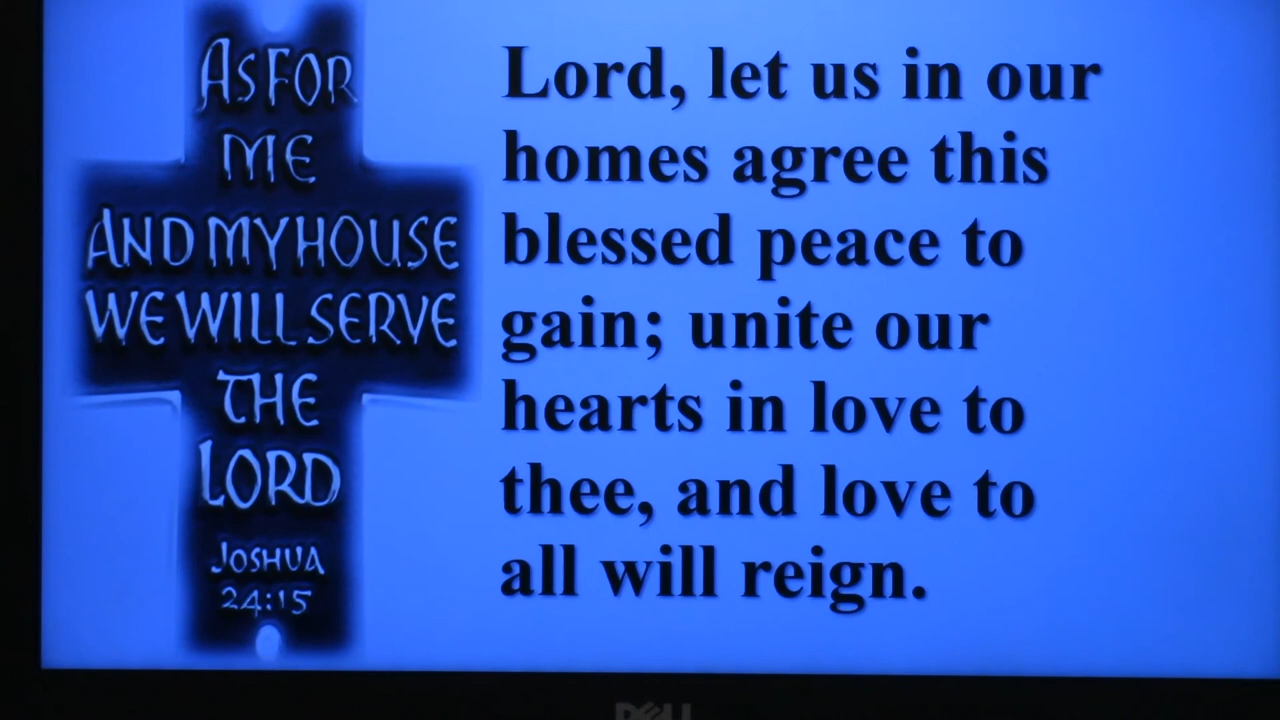 AS FOR
ME
AND MY HOUSE
WE WILL SERVE
THE
LORD
JOSHUA
24:15
Lord, let us in our
homes agree this
blessed peace to
gain; unite our
hearts in love to
thee, and love to
all will reign.
DELL